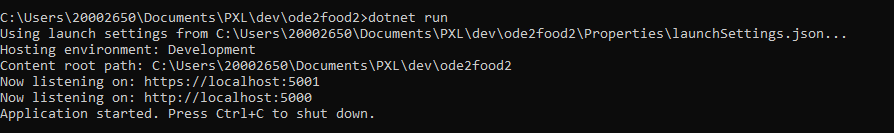 C:\Users\20002650\Documents\PXL\dev\ode2food2>dotnet run
Using launch settings from C:\Users\20002650\Documents\PXL\dev\ode2food2\Properties\launchSettings.json...
Hosting environment: Development
Content root path: C:\Users\20002650\Documents\PXL\dev\ode2food2
Now listening on: https://localhost:5001
Now listening on: http://localhost:5000
Application started. Press Ctrl+C to shut down.